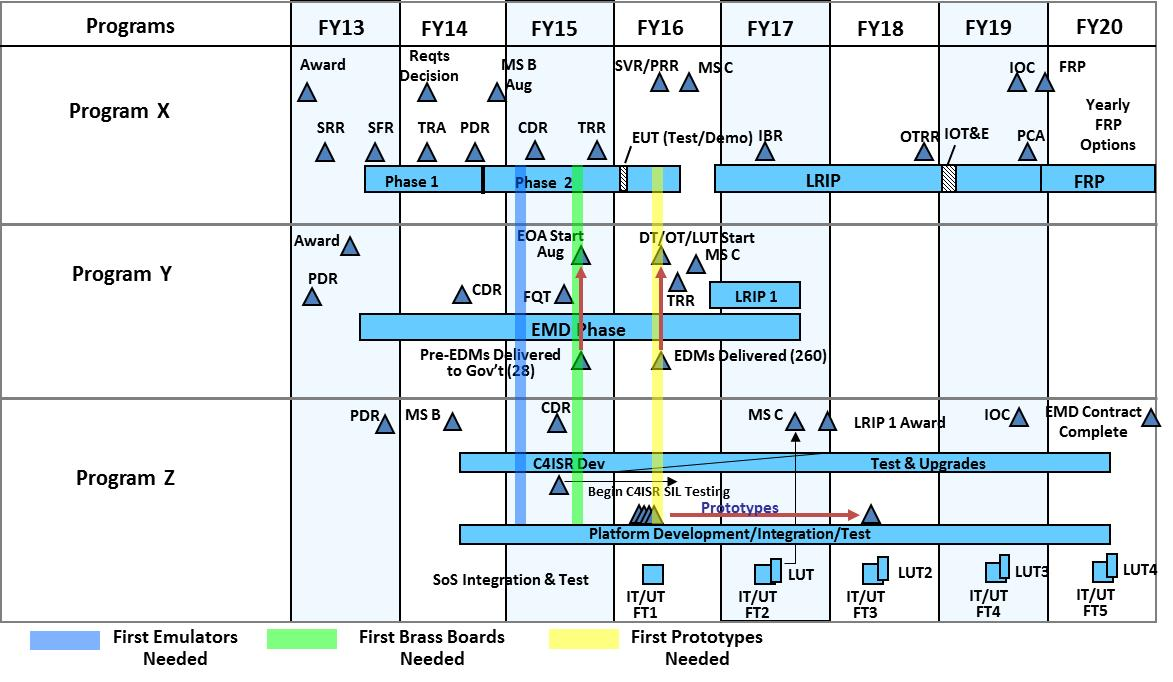 Programs FY13 FY14 FY15 FY16 FY17 FY18 FY19 FY20
Program X
Award
Reqts
Decision
MS B
Aug
SVR/PRR
MS C
IOC
FRP
SRR
SFR
TRA
PDR
CDR
TRR
EUT (Test/Demo)
IBR
OTRR
IOT&E
PCA
Yearly
FRP
Options
Phase 1
Phase 2
LRIP
FRP
Program Y
Award
EOA Start
Aug
DT/OT/LUT Start
MS C
PDR
CDR
FQT
TRR
LRIP 1
EMD Phase
Pre-EDMs Delivered
to Gov't (28)
EDMs Delivered (260)
Program Z
PDR
MS B
CDR
MS C
LRIP 1 Award
IOC
EMD Contract
Complete
C4ISR Dev
Test & Upgrades
Begin C4ISR SIL Testing
Prototypes
Platform Development/Integration/Test
SoS Integration & Test
IT/UT
FT1
LUT
IT/UT
FT2
LUT2
IT/UT
FT3
LUT3
IT/UT
FT4
LUT4
IT/UT
FT5
First Emulators
Needed
First Brass Boards
Needed
First Prototypes
Needed